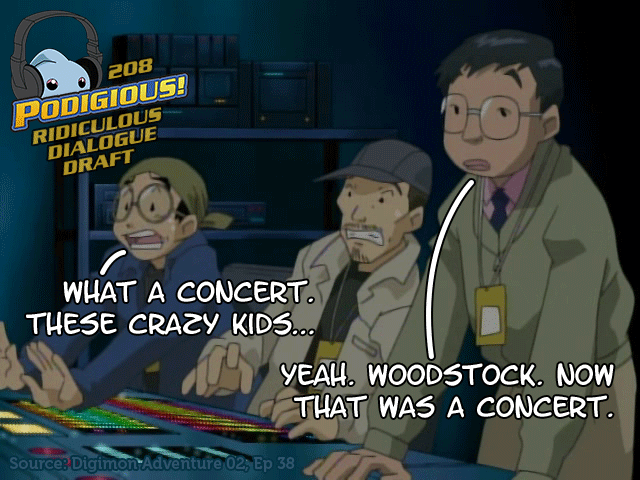 208
PODIGIOUS!
RIDICULOUS
DIALOGUE
DRAFT
WHAT A CONCERT.
THESE CRAZY KIDS...
YEAH. WOODSTOCK. NOW
THAT WAS A CONCERT.
Source: Digimon Adventure 02, Ep 38